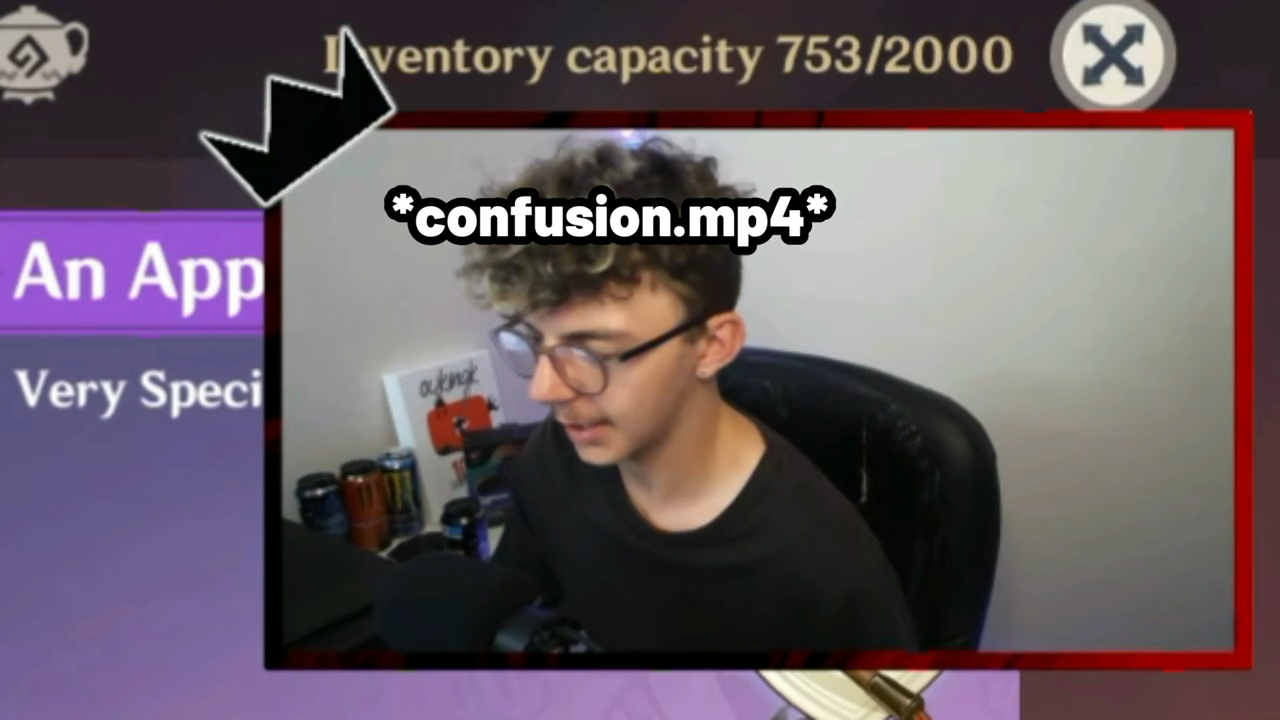 Inventory capacity 753/2000
*confusion.mp4*
An App
Very Speci